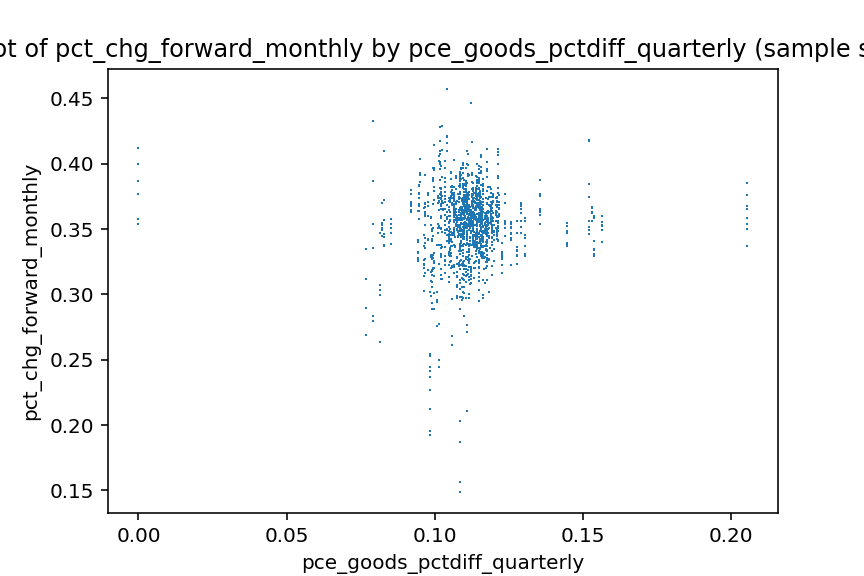 of pct_chg_forward_monthly by pce_goods_pctdiff_quarterly (sample
0.45
0.40
0.35
0.30
0.25
0.20
0.15
pct_chg_forward_monthly
0.00 0.05 0.10 0.15 0.20
pce_goods_pctdiff_quarterly